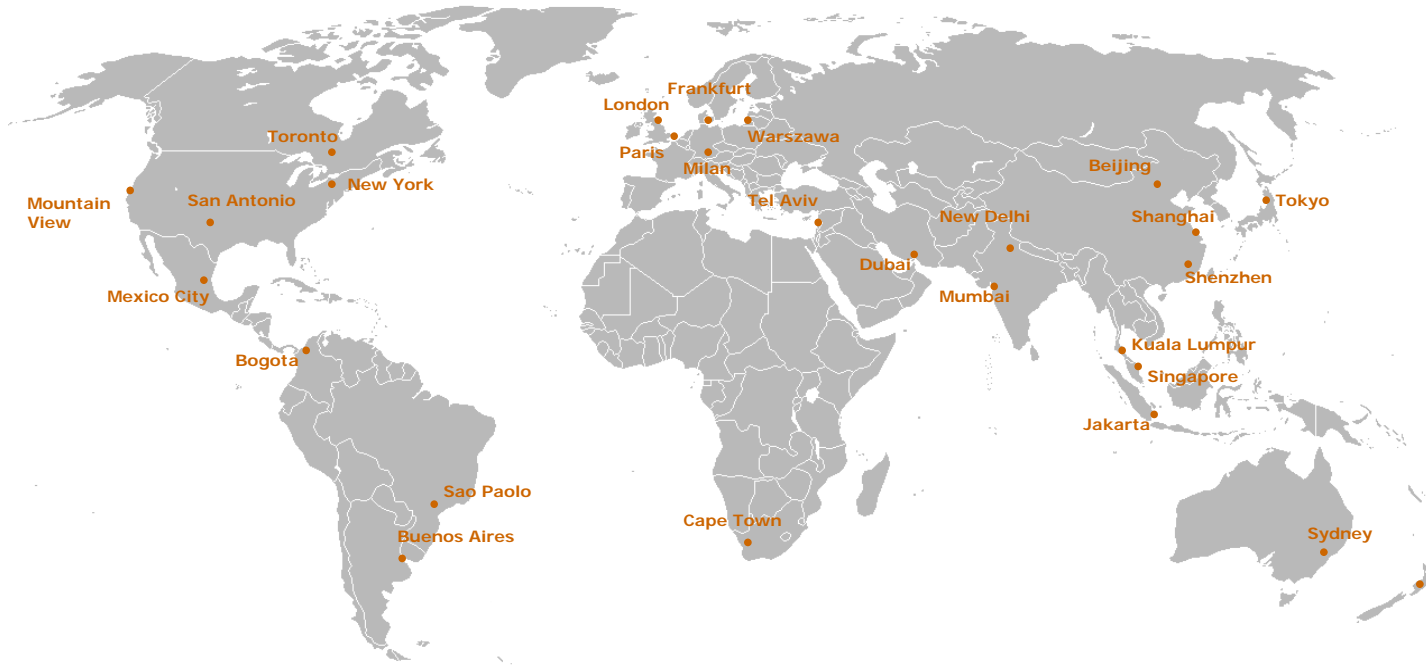 Frankfurt
London
Toronto
Warszawa
Paris
Milan
Beijing
New York
San Antonio
Mountain
View
Tel Aviv
New Delhi
Shanghai
Tokyo
Dubai
Shenzhen
Mexico City
Mumbai
Kuala Lumpur
Bogota
Singapore
Jakarta
Sao Paolo
Cape Town
Buenos Aires
Sydney